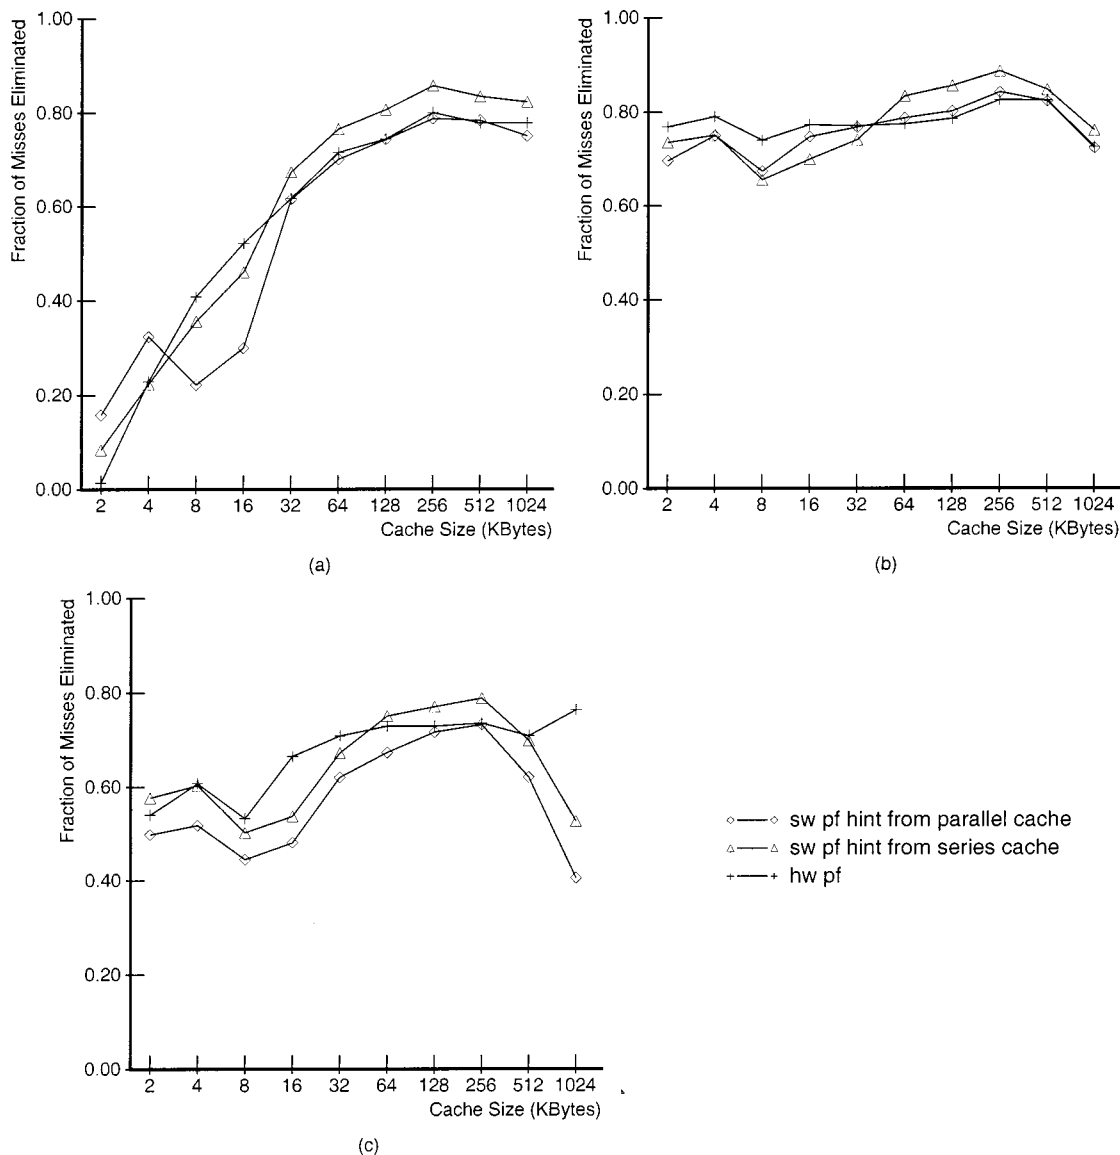 Fraction of Misses Eliminated
1.00
0.80
0.60
0.40
0.20
0.00
2 4 8 16 32 64 128 256 512 1024
Cache Size (KBytes)
(a)
Fraction of Misses Eliminated
1.00
0.80
0.60
0.40
0.20
0.00
2 4 8 16 32 64 128 256 512 1024
Cache Size (KBytes)
(b)
Fraction of Misses Eliminated
1.00
0.80
0.60
0.40
0.20
0.00
2 4 8 16 32 64 128 256 512 1024
Cache Size (KBytes)
(c)
sw pf hint from parallel cache
sw pf hint from series cache
hw pf